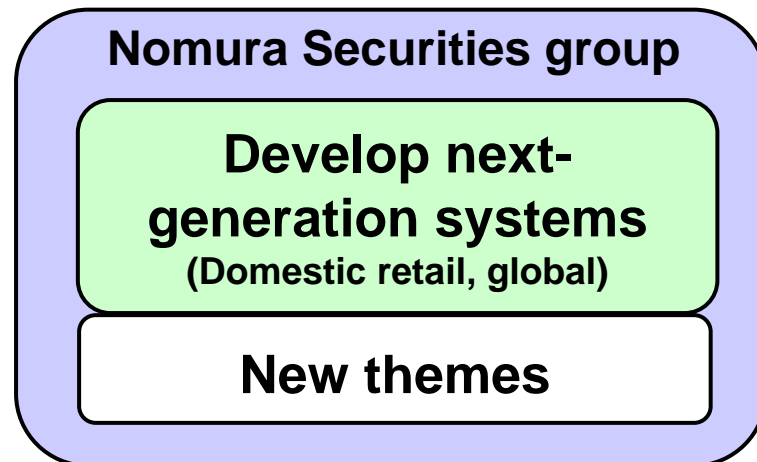 Nomura Securities group
Develop next-
generation systems
(Domestic retail, global)
New themes